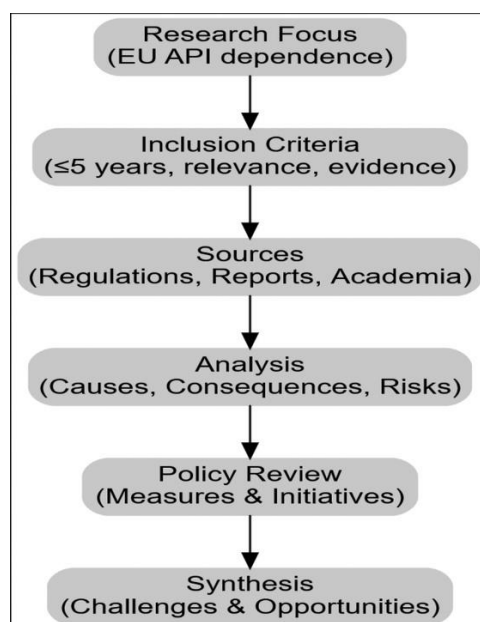 Research Focus
(EU API dependence)
Inclusion Criteria
(≤5 years, relevance, evidence)
Sources
(Regulations, Reports, Academia)
Analysis
(Causes, Consequences, Risks)
Policy Review
(Measures & Initiatives)
Synthesis
(Challenges & Opportunities)